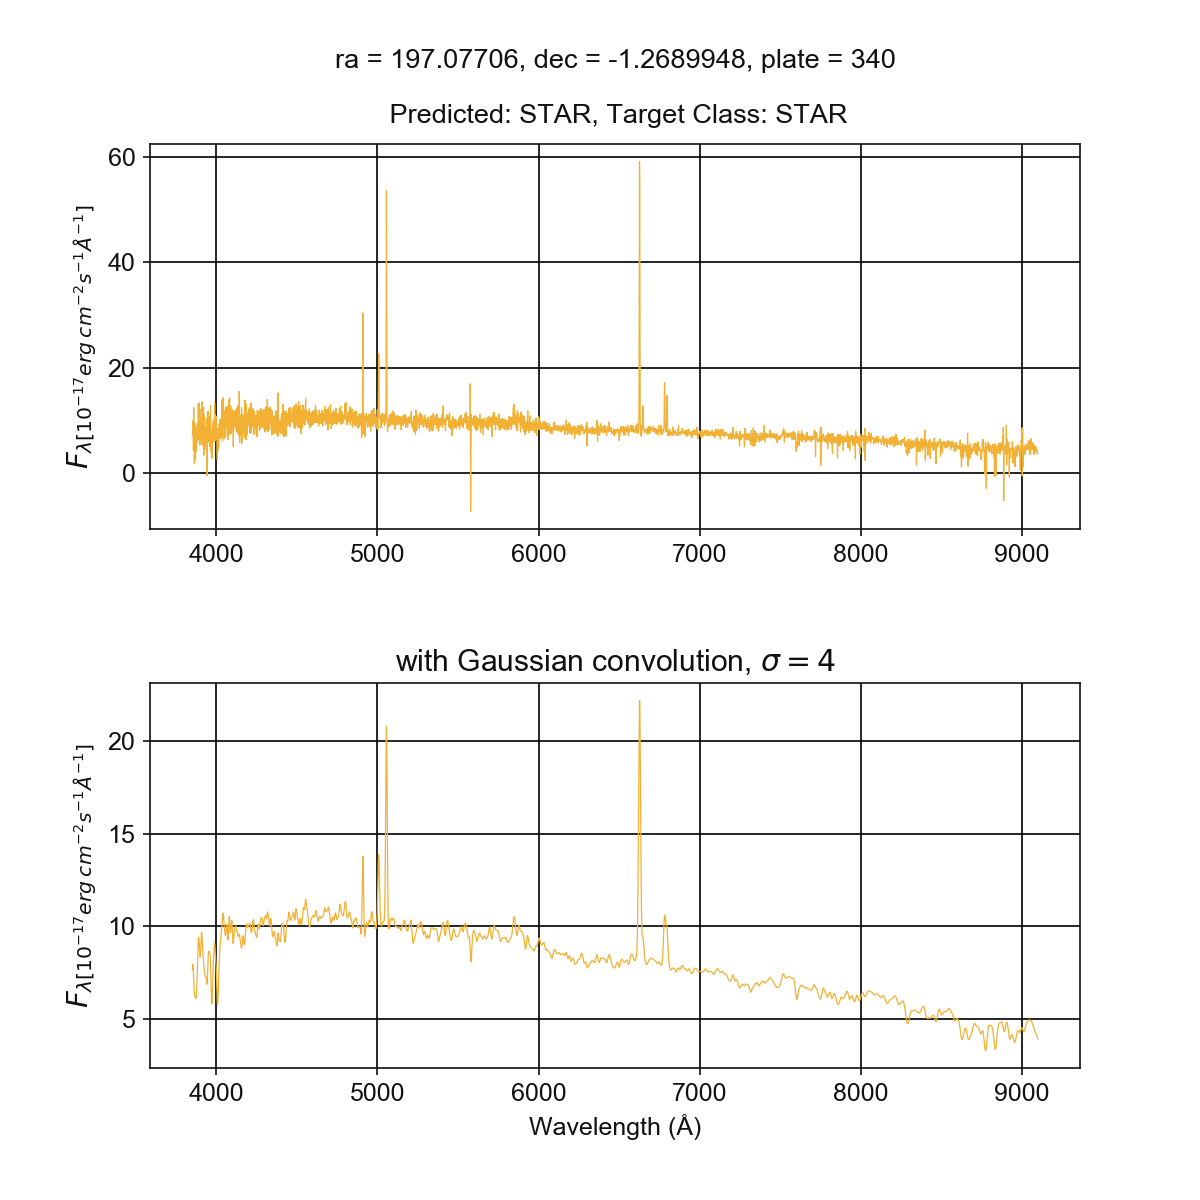 ra = 197.07706, dec = -1.2689948, plate = 340
Predicted: STAR, Target Class: STAR
60
40
20
0
F_λ[10^{-17} erg cm^{-2} s^{-1} Å^{-1}]
4000 5000 6000 7000 8000 9000
with Gaussian convolution, σ = 4
20
15
10
5
F_λ[10^{-17} erg cm^{-2} s^{-1} Å^{-1}]
4000 5000 6000 7000 8000 9000
Wavelength (Å)